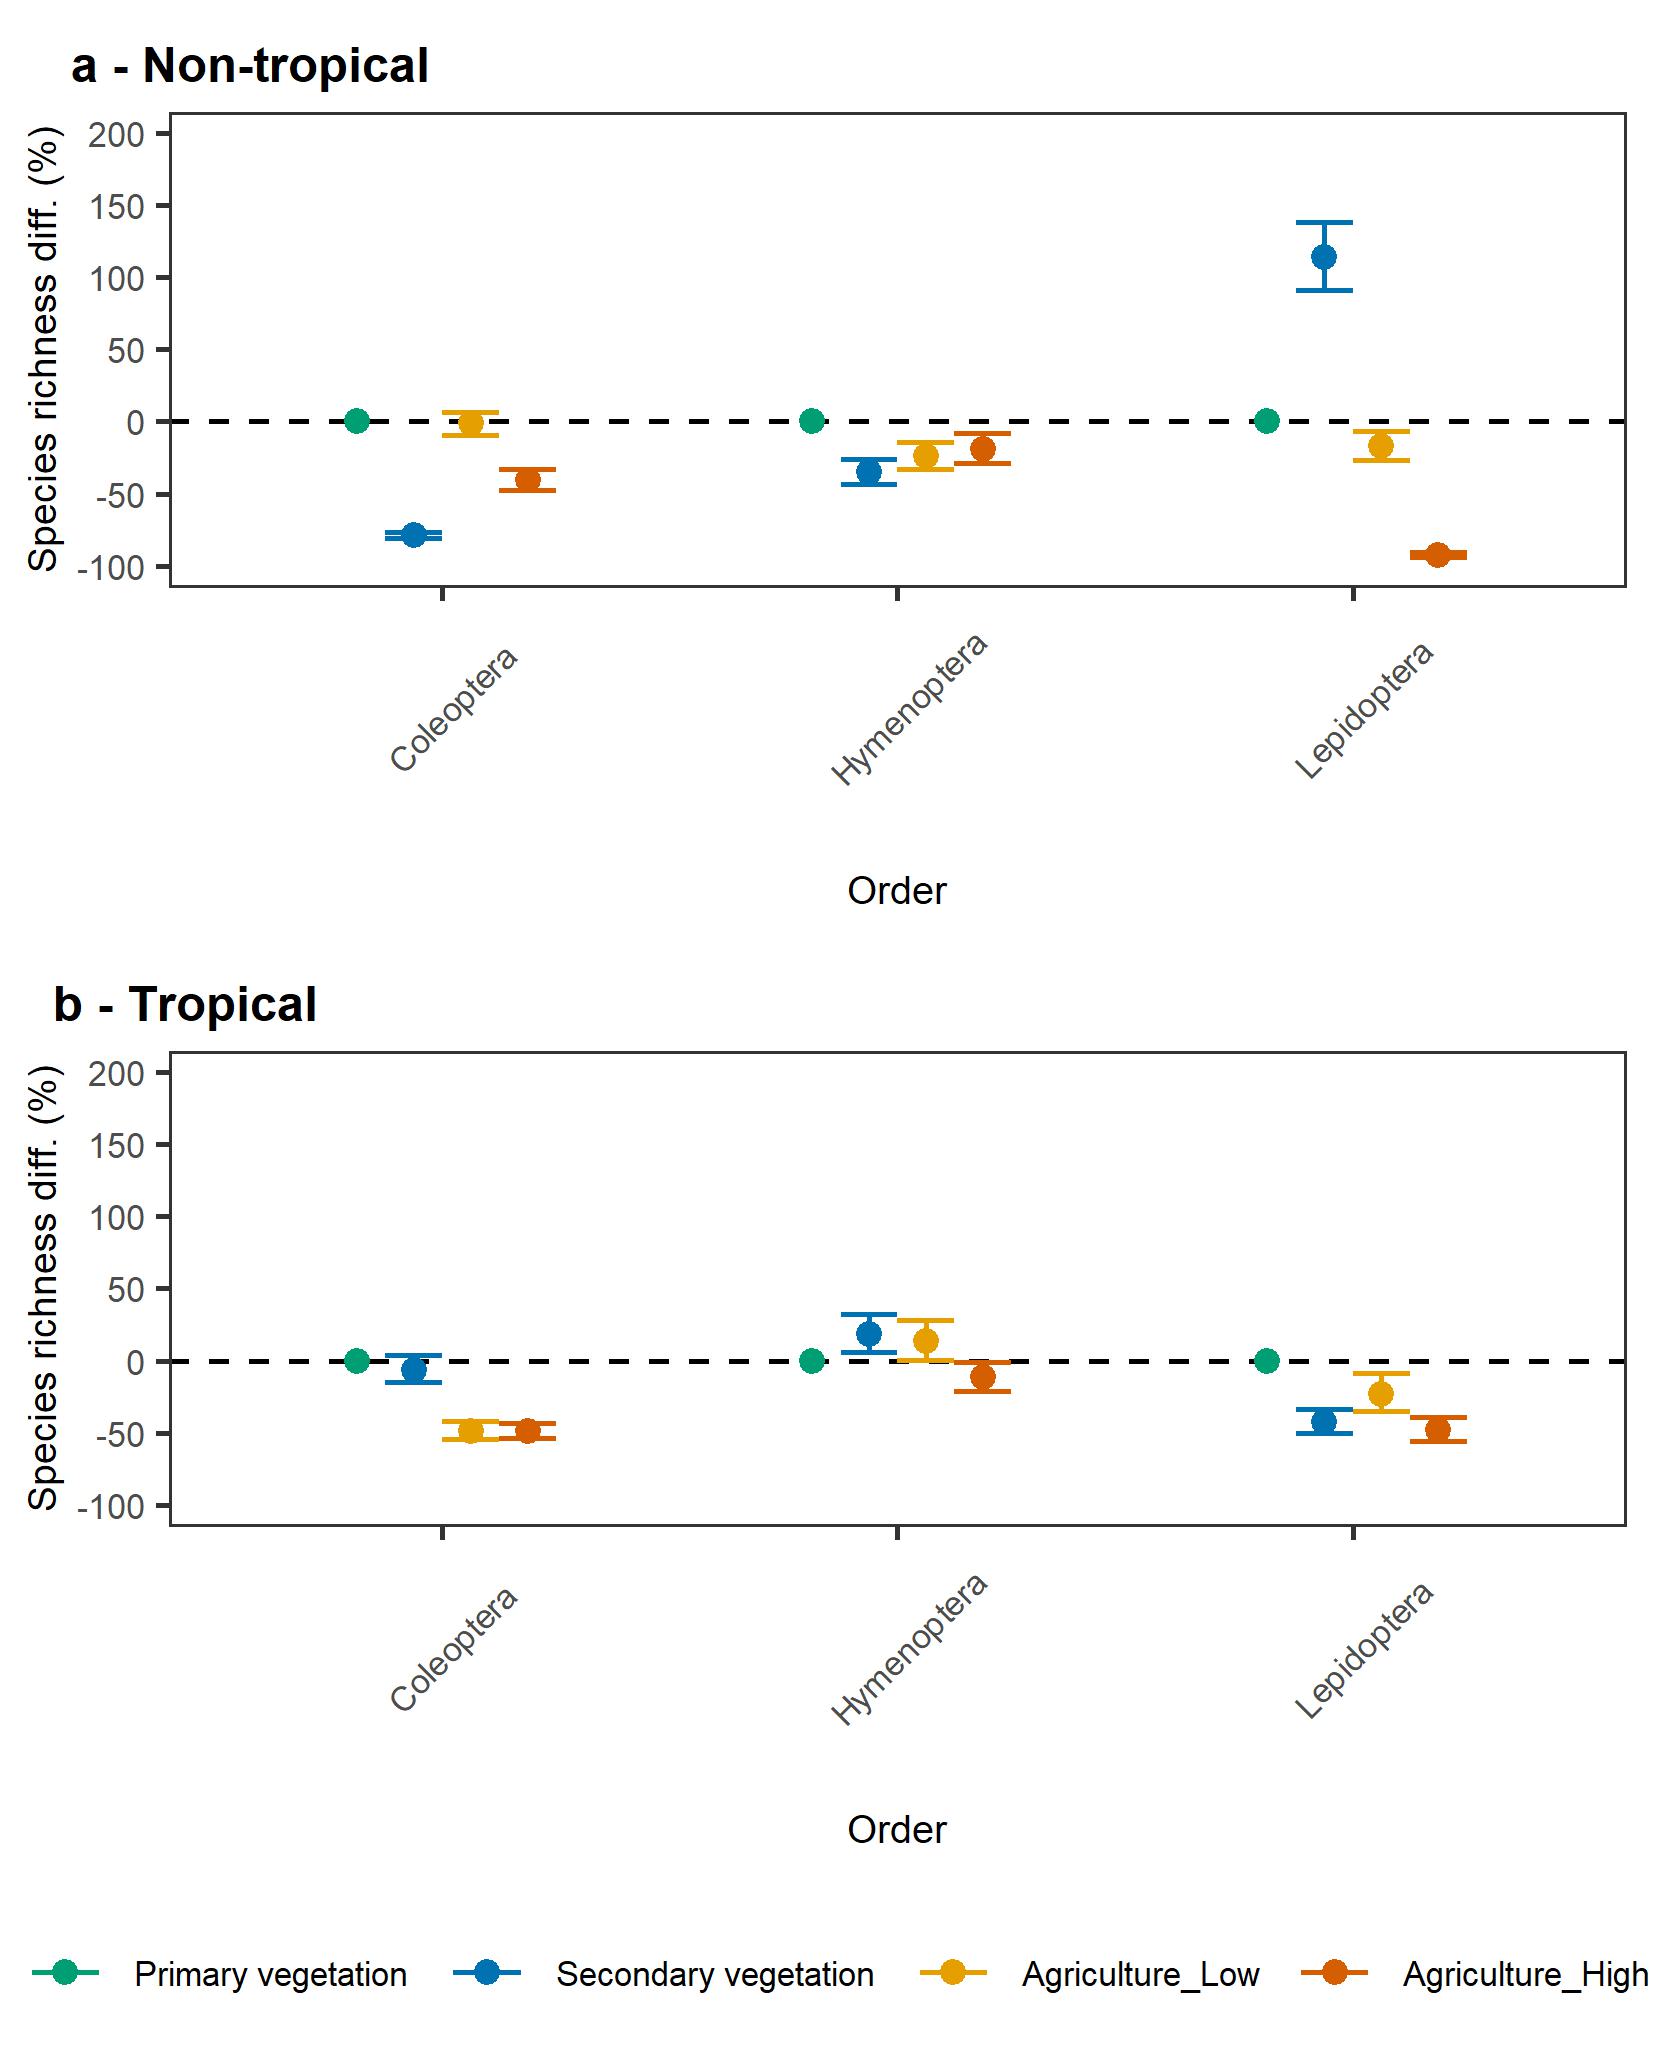 a - Non-tropical
Species richness diff. (%)
200
150
100
50
0
-50
-100
Coleoptera
Hymenoptera
Lepidoptera
Order
b - Tropical
Species richness diff. (%)
200
150
100
50
0
-50
-100
Coleoptera
Hymenoptera
Lepidoptera
Order
Primary vegetation Secondary vegetation Agriculture_Low Agriculture_High